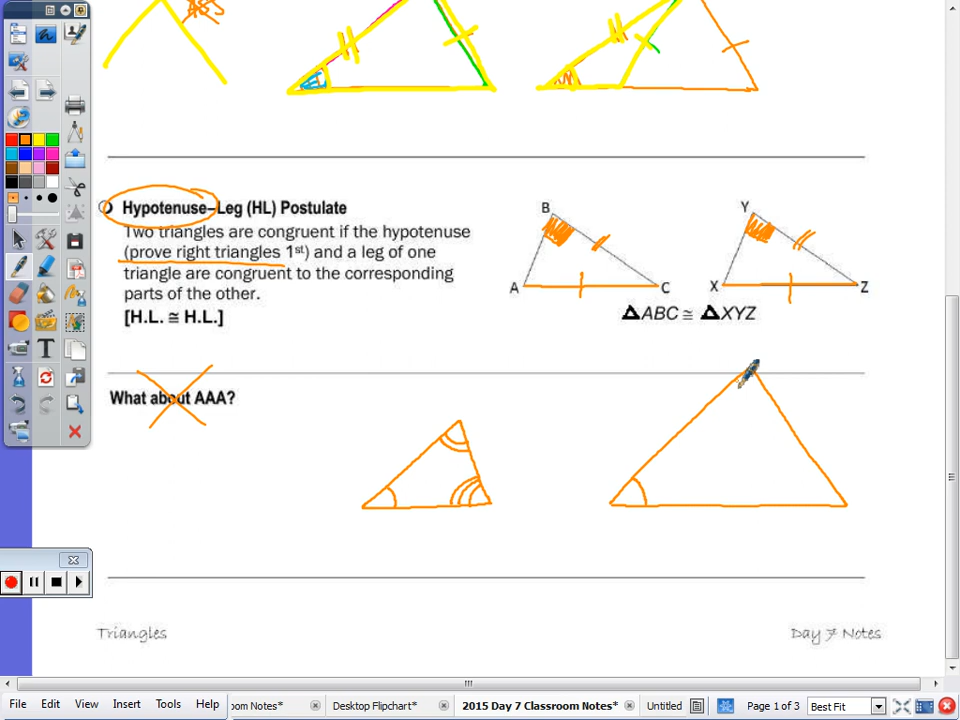 Hypotenuse–Leg (HL) Postulate
Two triangles are congruent if the hypotenuse
(prove right triangles 1st) and a leg of one
triangle are congruent to the corresponding
parts of the other.
[H.L. ≅ H.L.]
B
A
C
Y
X
Z
ΔABC ≅ ΔXYZ
What about AAA?
Triangles
Day 7 Notes
File Edit View Insert Tools Help
oom Notes* Desktop Flipchart* 2015 Day 7 Classroom Notes* Untitled
Page 1 of 3 Best Fit